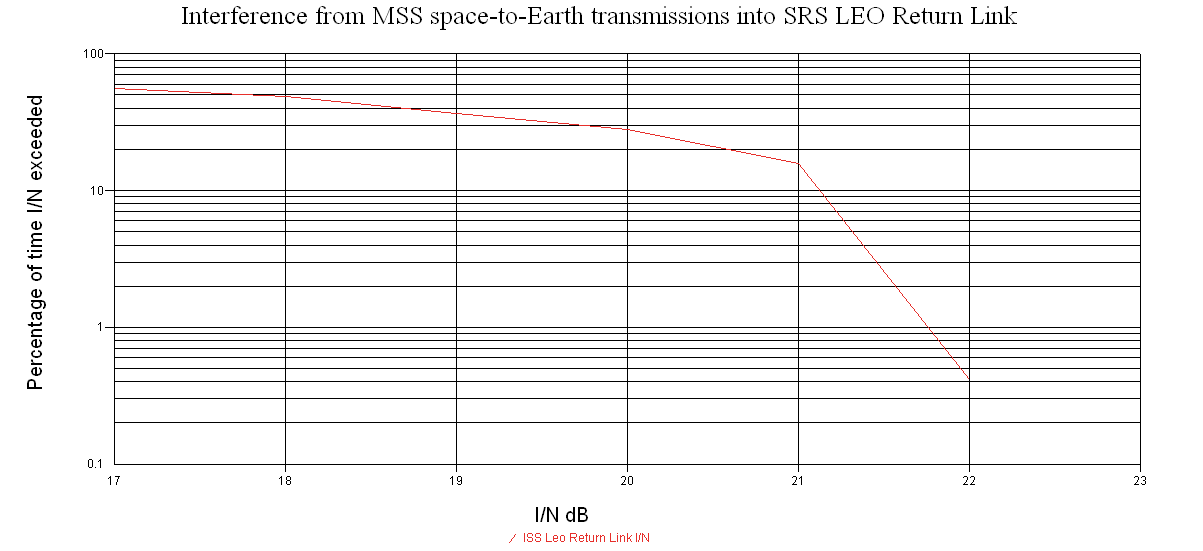 Interference from MSS space-to-Earth transmissions into SRS LEO Return Link
Percentage of time I/N exceeded
100
10
1
0.1
17 18 19 20 21 22 23
I/N dB
ISS Leo Return Link I/N